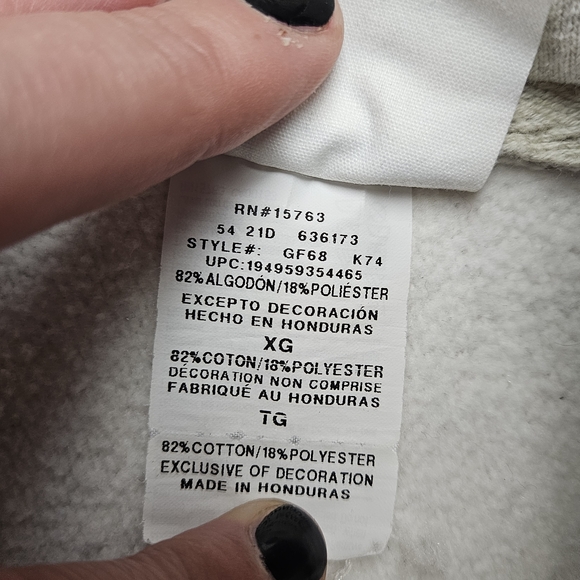 RN#15763
54 21D 636173
STYLE#: GF68 K74
UPC:194959354465
82%ALGODÓN/18%POLIÉSTER
EXCEPTO DECORACIÓN
HECHO EN HONDURAS
XG
82%COTON/18%POLYESTER
DÉCORATION NON COMPRISE
FABRIQUÉ AU HONDURAS
TG
82%COTTON/18%POLYESTER
EXCLUSIVE OF DECORATION
MADE IN HONDURAS